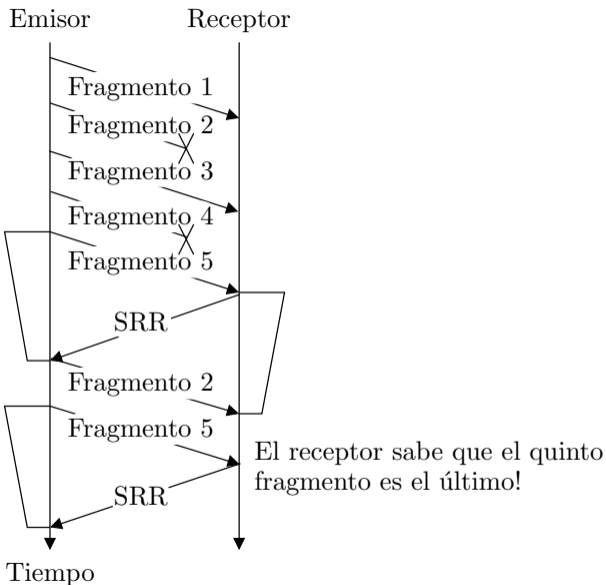 Emisor
Receptor
Fragmento 1
Fragmento 2
Fragmento 3
Fragmento 4
Fragmento 5
SRR
Fragmento 2
Fragmento 5
El receptor sabe que el quinto
fragmento es el último!
SRR
Tiempo